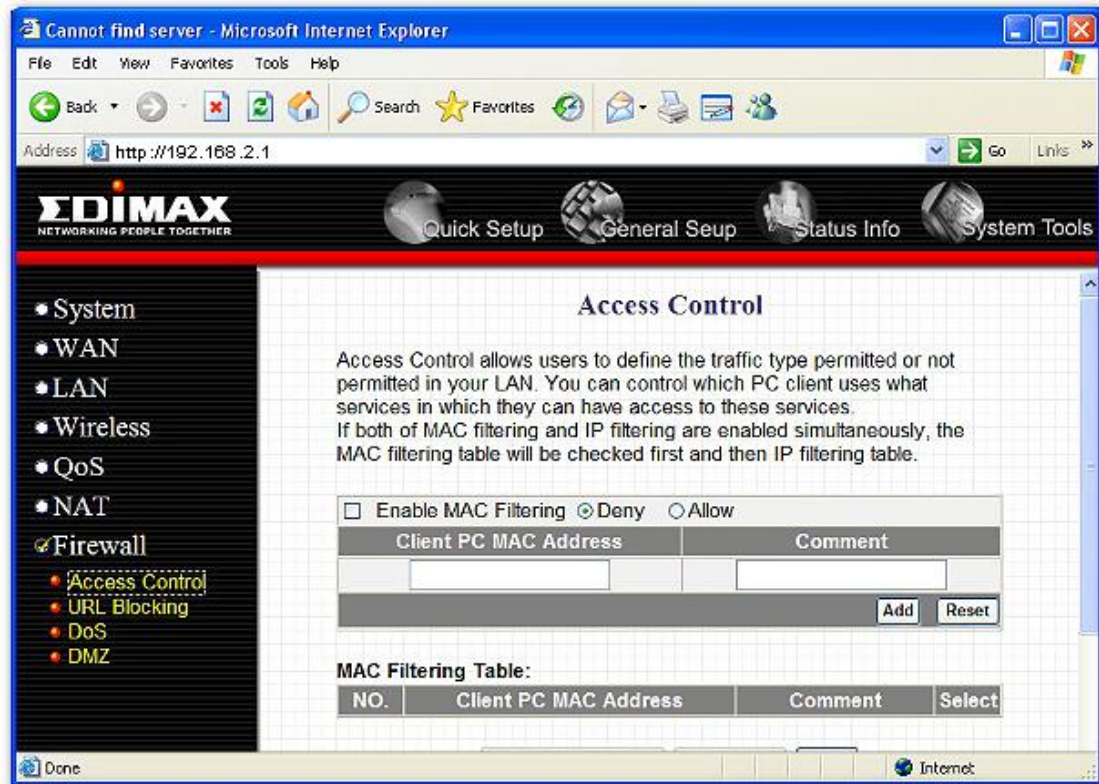 Cannot find server - Microsoft Internet Explorer
File Edit View Favorites Tools Help
Back Search Favorites
Address http://192.168.2.1 Go Links »
EDIMAX
NETWORKING PEOPLE TOGETHER
Quick Setup General Seup Status Info System Tools
System
WAN
LAN
Wireless
QoS
NAT
Firewall
Access Control
URL Blocking
DoS
DMZ
Access Control
Access Control allows users to define the traffic type permitted or not
permitted in your LAN. You can control which PC client uses what
services in which they can have access to these services.
If both of MAC filtering and IP filtering are enabled simultaneously, the
MAC filtering table will be checked first and then IP filtering table.
Enable MAC Filtering Deny Allow
Client PC MAC Address Comment
Add Reset
MAC Filtering Table:
NO. Client PC MAC Address Comment Select
Done Internet